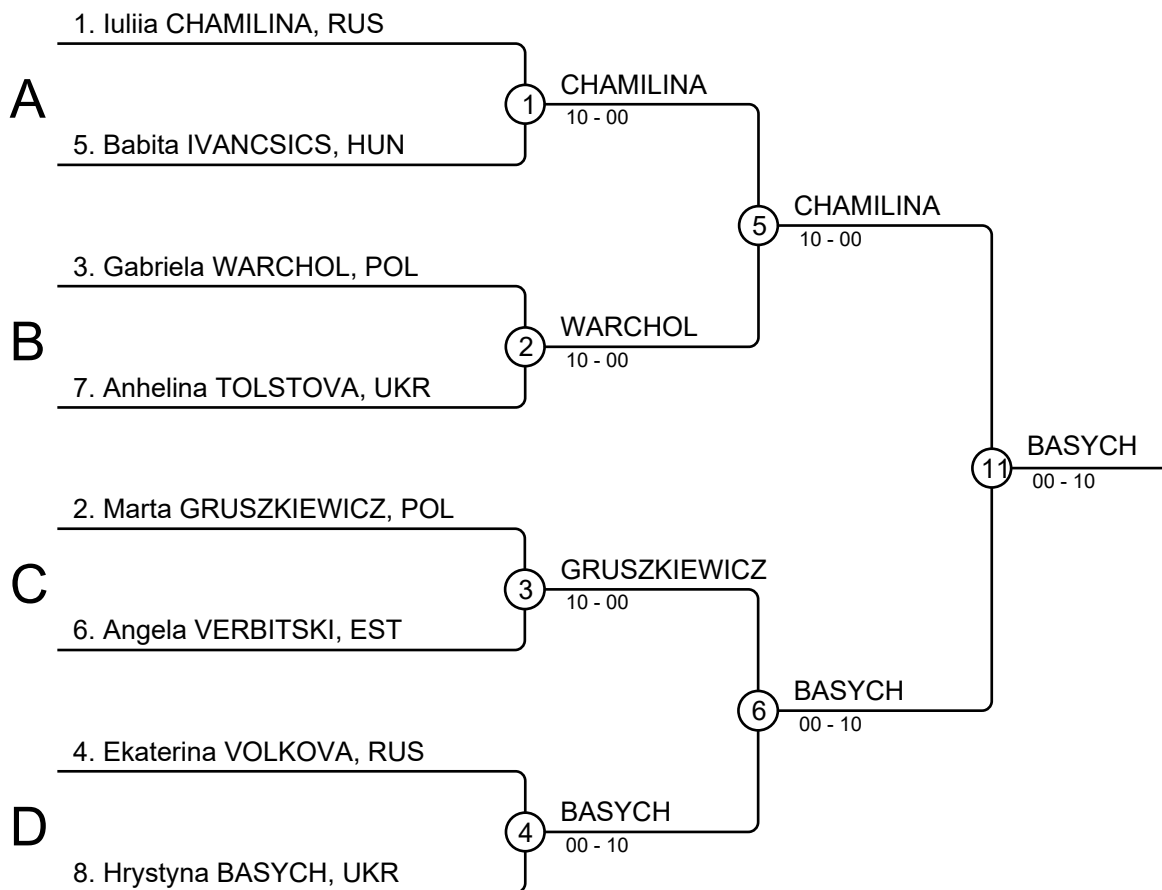 1. Iuliia CHAMILINA, RUS
A
1
CHAMILINA
10 - 00
5. Babita IVANCSICS, HUN
5
CHAMILINA
10 - 00
3. Gabriela WARCHOL, POL
B
2
WARCHOL
10 - 00
7. Anhelina TOLSTOVA, UKR
11
BASYCH
00 - 10
2. Marta GRUSZKIEWICZ, POL
C
3
GRUSZKIEWICZ
10 - 00
6. Angela VERBITSKI, EST
6
BASYCH
00 - 10
4. Ekaterina VOLKOVA, RUS
D
4
BASYCH
00 - 10
8. Hrystyna BASYCH, UKR